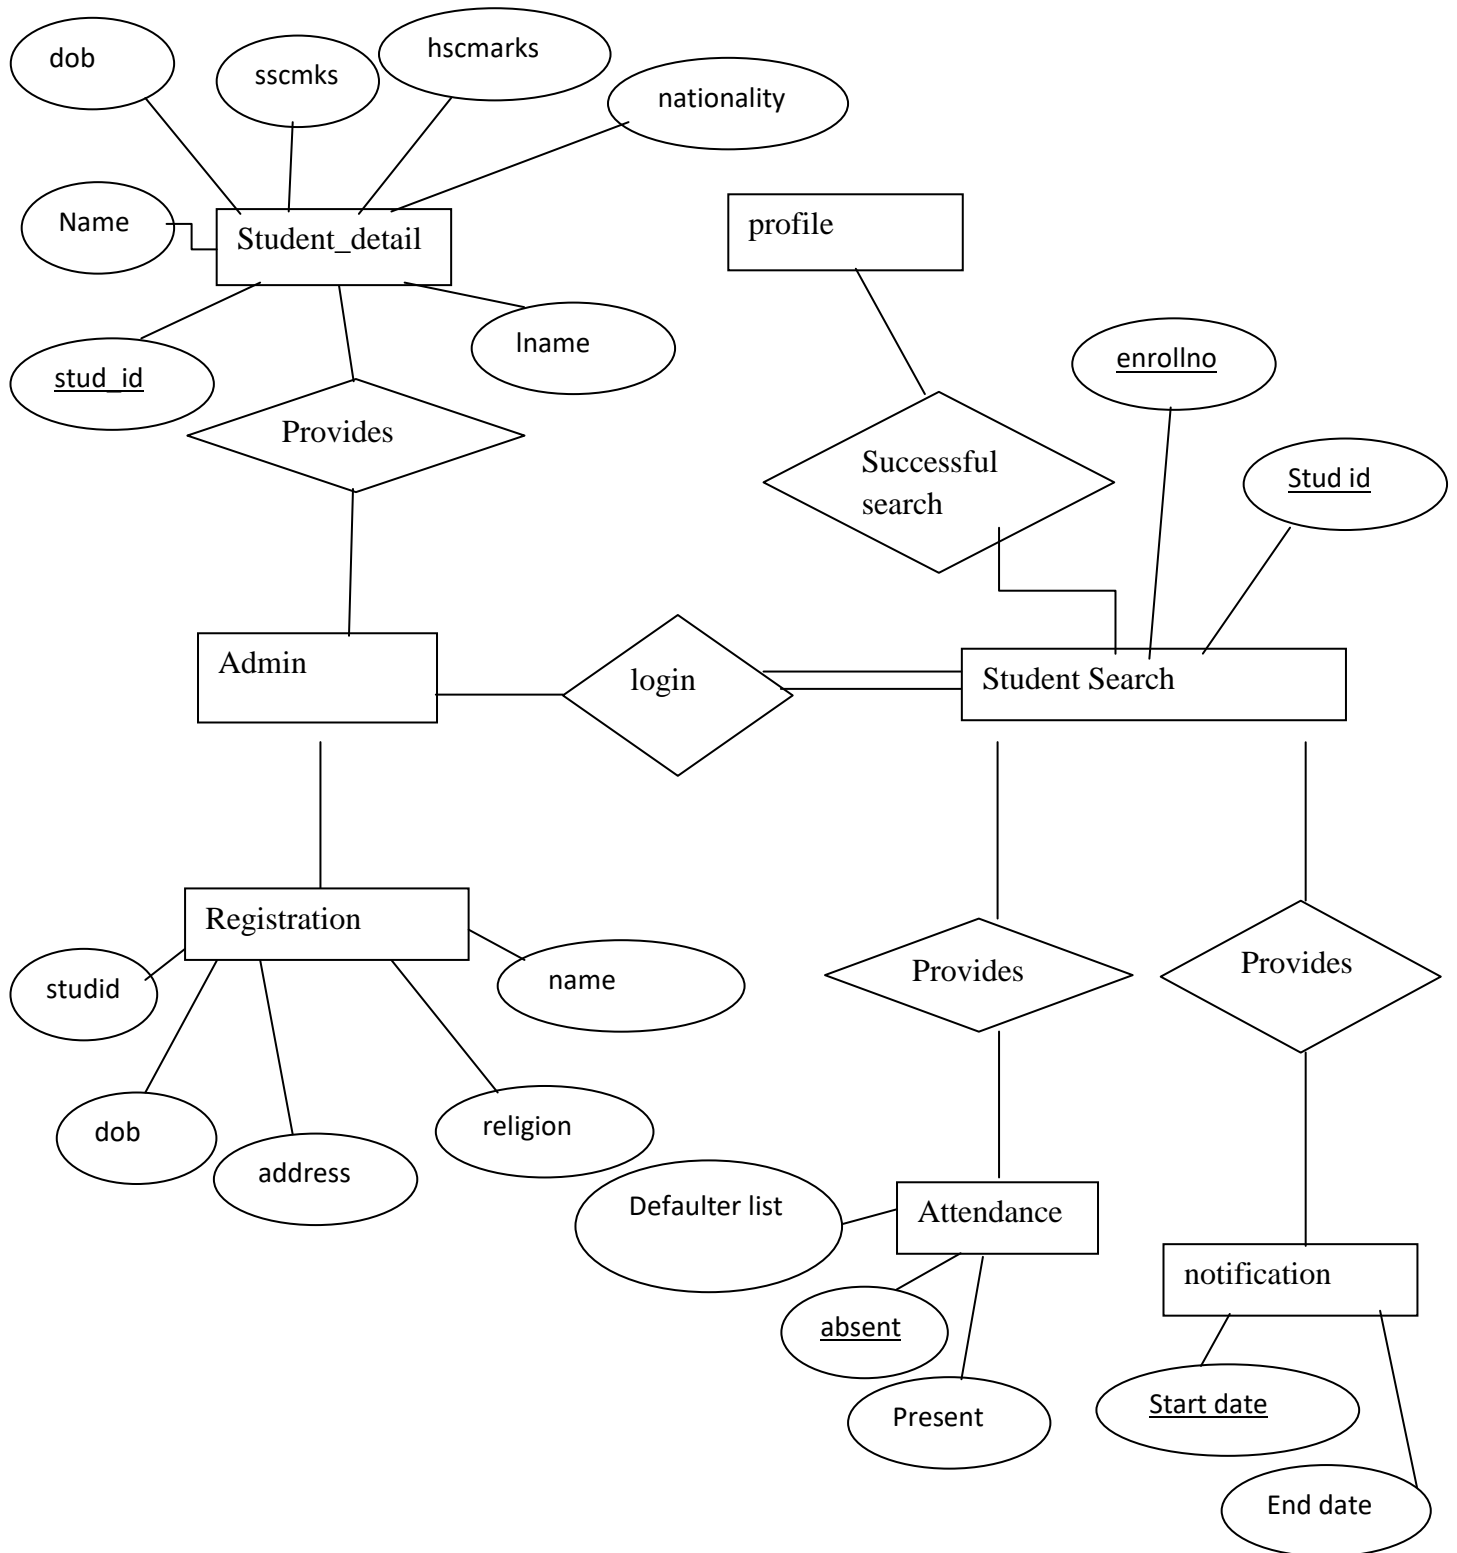 dob
sscmks
hscmarks
nationality
Name
Student_detail
profile
stud_id
lname
enrollno
Provides
Successful
search
Stud id
Admin
login
Student Search
Registration
studid
name
Provides
Provides
dob
address
religion
Defaulter list
Attendance
notification
absent
Present
Start date
End date